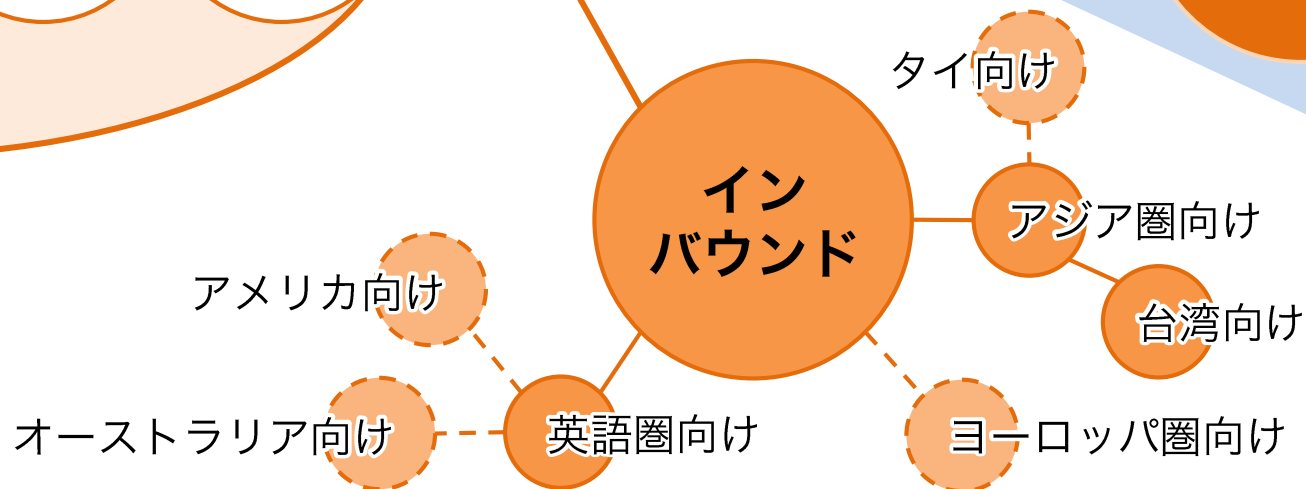 タイ向け
イン
バウンド
アジア圏向け
アメリカ向け
台湾向け
オーストラリア向け
英語圏向け
ヨーロッパ圏向け